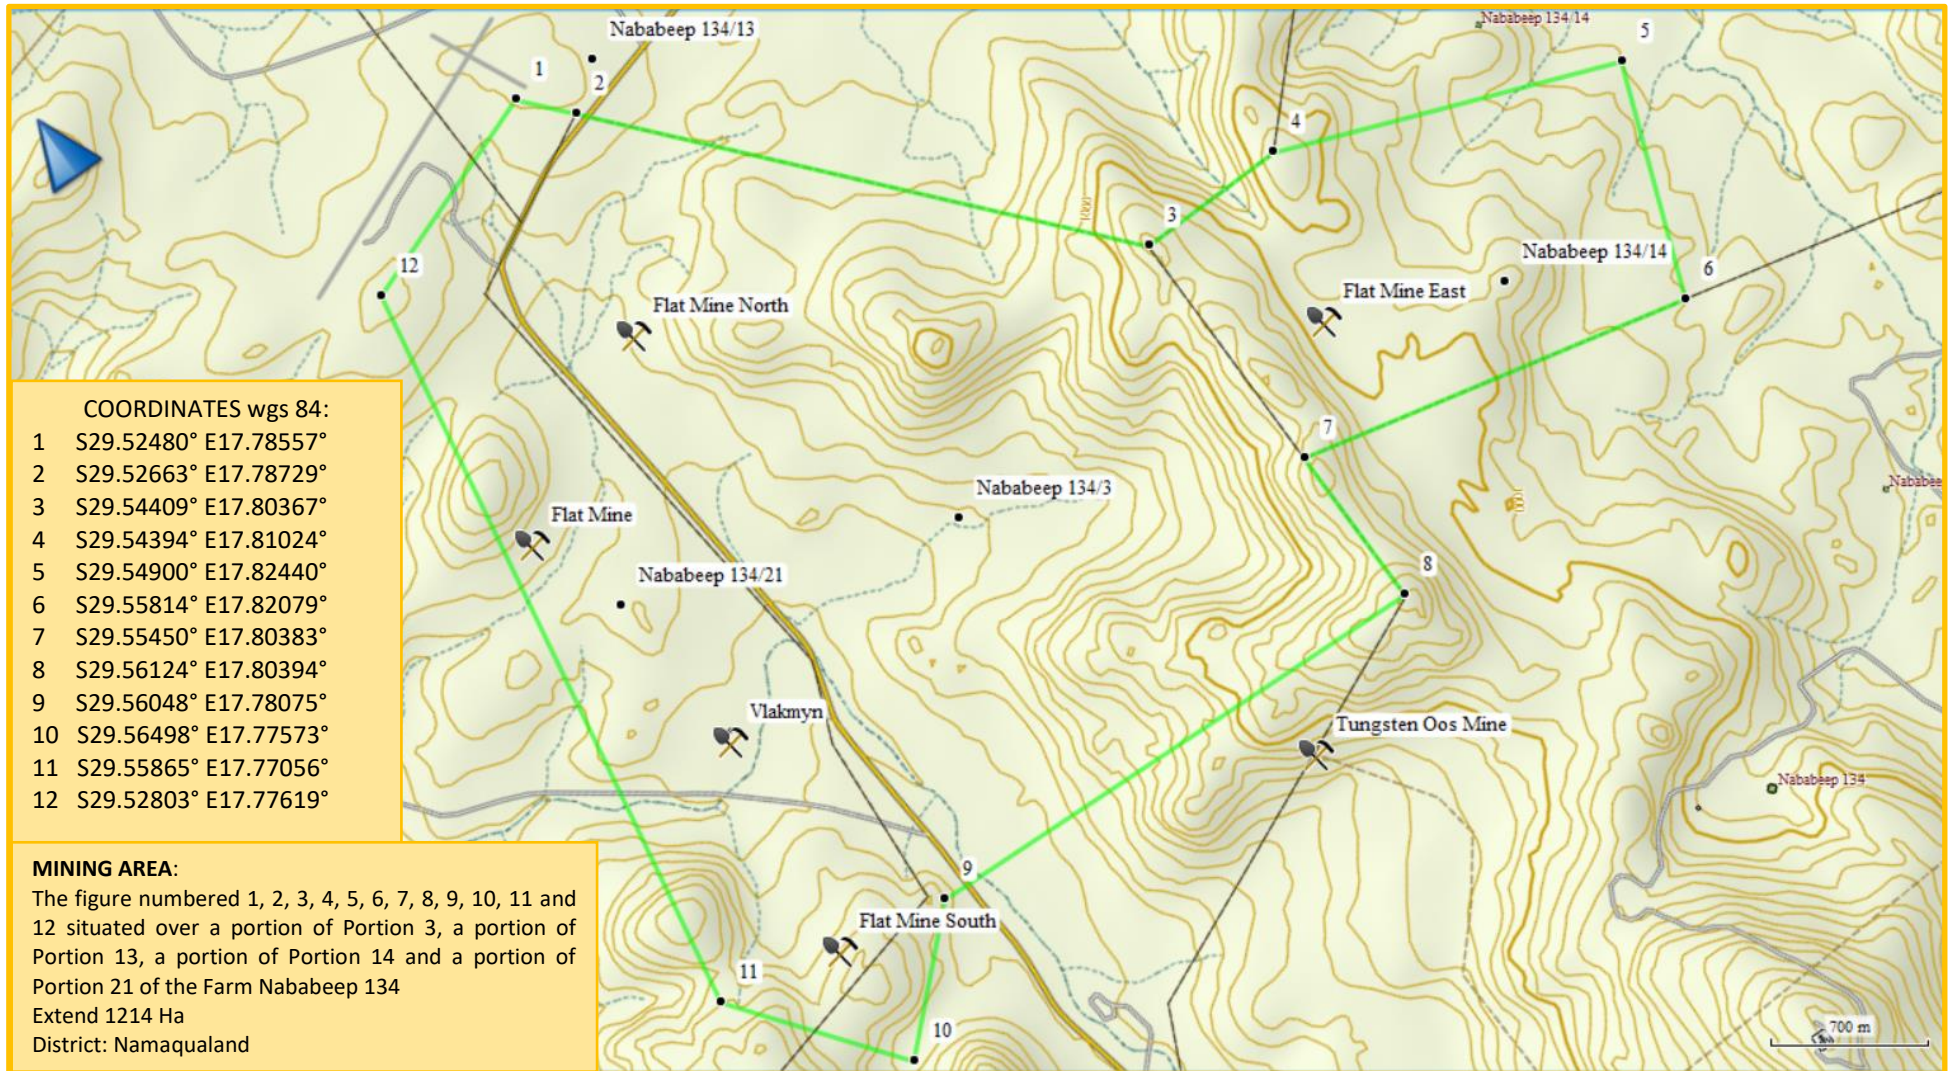 Nababeep 134/13
Nababeep 134/14
5
1
2
4
3
Nababeep 134/14
6
12
Flat Mine North
Flat Mine East
1000
7
COORDINATES wgs 84:
1 S29.52480° E17.78557°
2 S29.52663° E17.78729°
3 S29.54409° E17.80367°
4 S29.54394° E17.81024°
5 S29.54900° E17.82440°
6 S29.55814° E17.82079°
7 S29.55450° E17.80383°
8 S29.56124° E17.80394°
9 S29.56048° E17.78075°
10 S29.56498° E17.77573°
11 S29.55865° E17.77056°
12 S29.52803° E17.77619°
Nababeep 134/3
Nababee
Flat Mine
1000
Nababeep 134/21
8
Vlakmyn
Tungsten Oos Mine
Nababeep 134
MINING AREA:
The figure numbered 1, 2, 3, 4, 5, 6, 7, 8, 9, 10, 11 and
12 situated over a portion of Portion 3, a portion of
Portion 13, a portion of Portion 14 and a portion of
Portion 21 of the Farm Nababeep 134
Extend 1214 Ha
District: Namaqualand
9
Flat Mine South
11
10
700 m